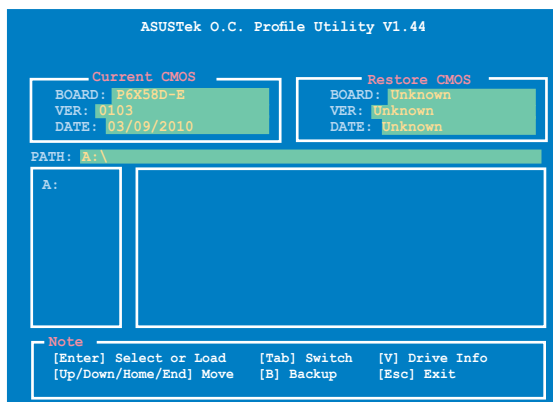 ASUSTek O.C. Profile Utility V1.44
Current CMOS
BOARD: P6X58D-E
VER: 0103
DATE: 03/09/2010
Restore CMOS
BOARD: Unknown
VER: Unknown
DATE: Unknown
PATH: A:\
A:
Note
[Enter] Select or Load [Tab] Switch [V] Drive Info
[Up/Down/Home/End] Move [B] Backup [Esc] Exit